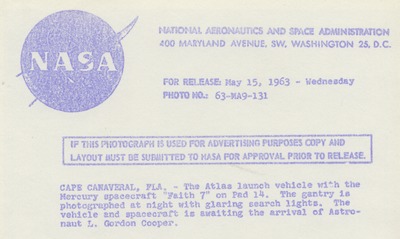 NATIONAL AERONAUTICS AND SPACE ADMINISTRATION
400 MARYLAND AVENUE, SW, WASHINGTON 25, D.C.
NASA
FOR RELEASE: May 15, 1963 - Wednesday
PHOTO NO.: 63-MA9-131
IF THIS PHOTOGRAPH IS USED FOR ADVERTISING PURPOSES COPY AND
LAYOUT MUST BE SUBMITTED TO NASA FOR APPROVAL PRIOR TO RELEASE.
CAPE CANAVERAL, FLA. - The Atlas launch vehicle with the
Mercury spacecraft "Faith 7" on Pad 14. The gantry is
photographed at night with glaring search lights. The
vehicle and spacecraft is awaiting the arrival of Astro-
naut L. Gordon Cooper.